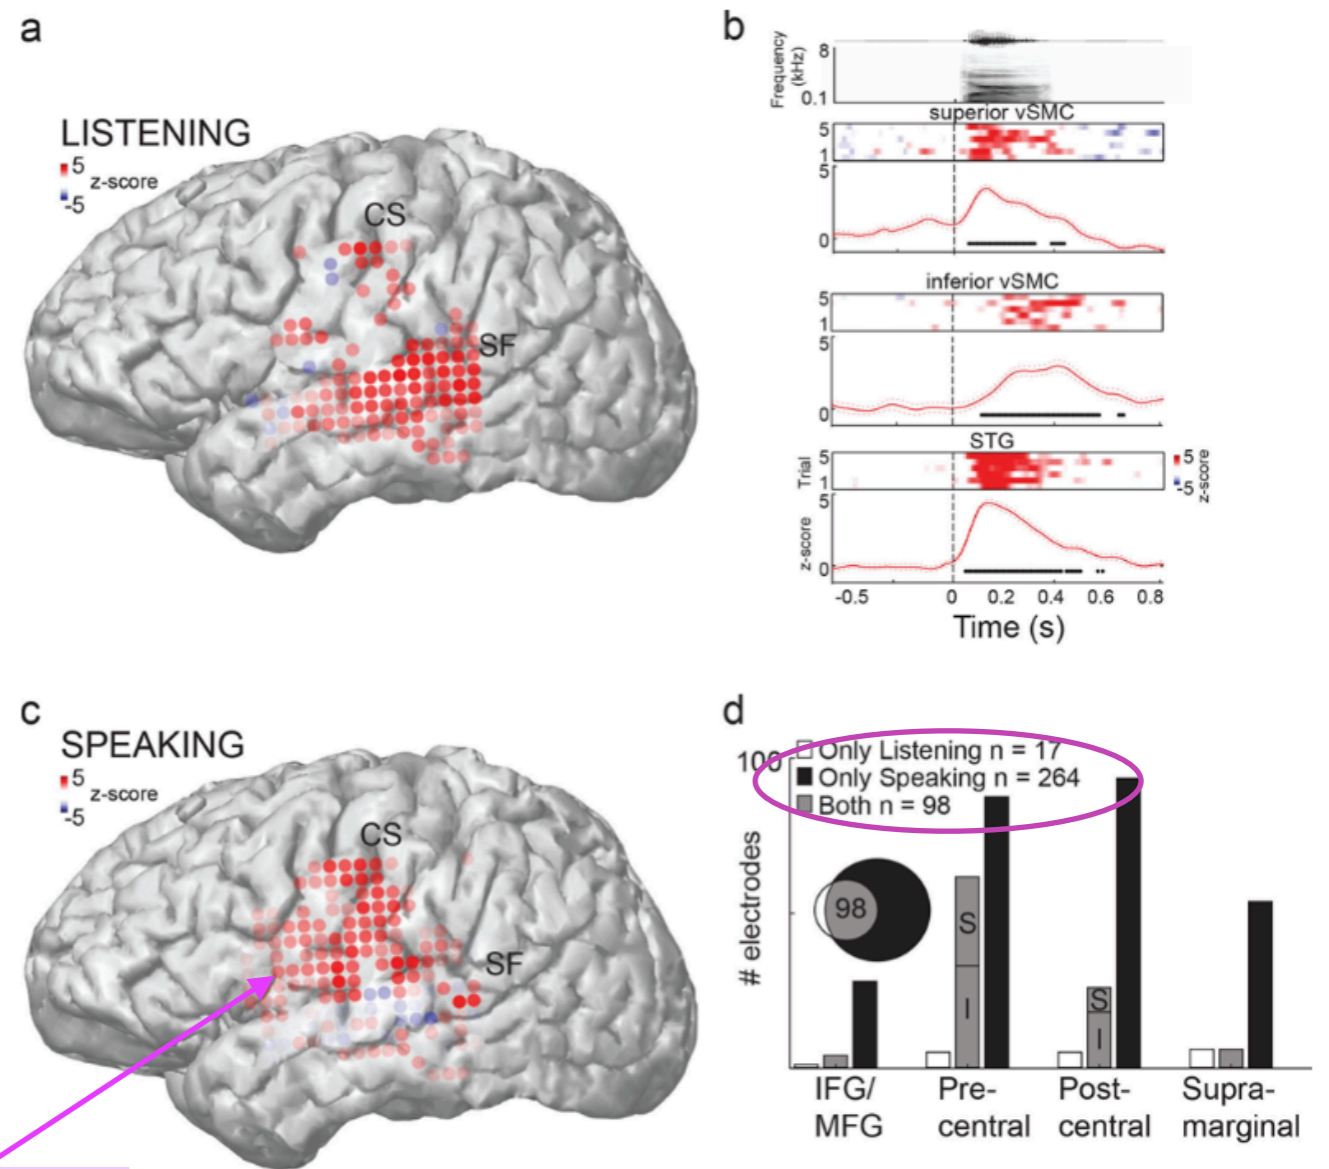 a
LISTENING
5
z-score
-5
CS
SF
b
Frequency
(kHz)
8
0.1
superior vSMC
5
1
5
0
inferior vSMC
5
1
5
0
STG
Trial
5
1
5
-5
z-score
z-score
5
0
-0.5 0 0.2 0.4 0.6 0.8
Time (s)
c
SPEAKING
5
z-score
-5
CS
SF
d
100
Only Listening n = 17
Only Speaking n = 264
Both n = 98
# electrodes
98
S
I
S
I
IFG/
MFG
Pre-
central
Post-
central
Supra-
marginal